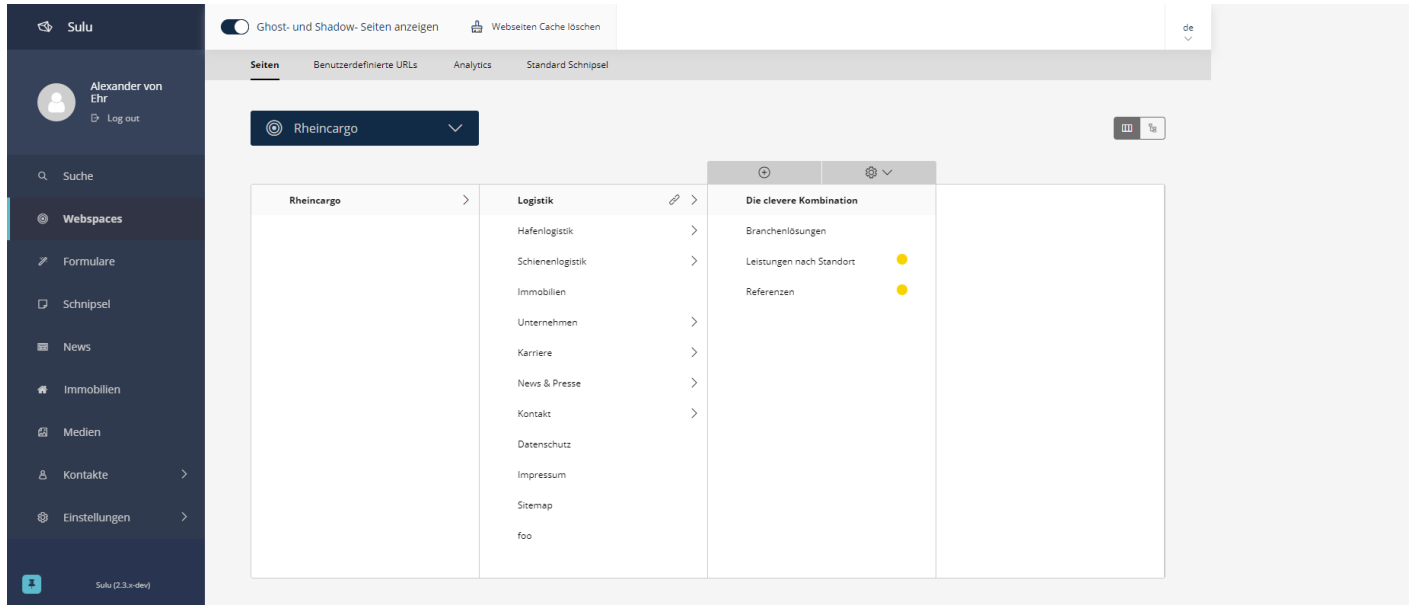 Sulu
Ghost- und Shadow- Seiten anzeigen
Webseiten Cache löschen
de
Seiten
Benutzerdefinierte URLs
Analytics
Standard Schnipsel
Alexander von
Ehr
Log out
Rheincargo
Suche
Webspaces
Formulare
Schnipsel
News
Immobilien
Medien
Kontakte
Einstellungen
Sulu (2.3.x-dev)
Rheincargo
Logistik
Hafenlogistik
Schienenlogistik
Immobilien
Unternehmen
Karriere
News & Presse
Kontakt
Datenschutz
Impressum
Sitemap
foo
Die clevere Kombination
Branchenlösungen
Leistungen nach Standort
Referenzen